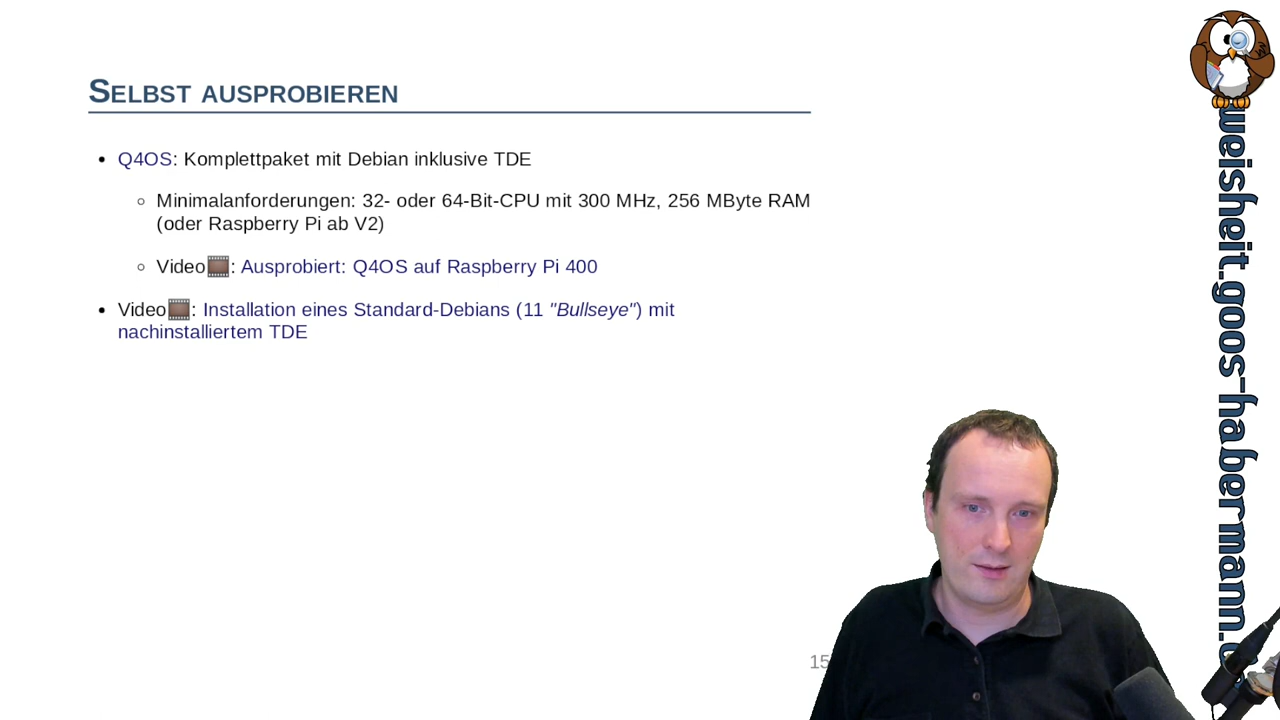 Selbst ausprobieren
• Q4OS: Komplettpaket mit Debian inklusive TDE
◦ Minimalanforderungen: 32- oder 64-Bit-CPU mit 300 MHz, 256 MByte RAM
(oder Raspberry Pi ab V2)
◦ Video🎞: Ausprobiert: Q4OS auf Raspberry Pi 400
• Video🎞: Installation eines Standard-Debians (11 "Bullseye") mit
nachinstalliertem TDE
15
weisheit.goos-habermann.